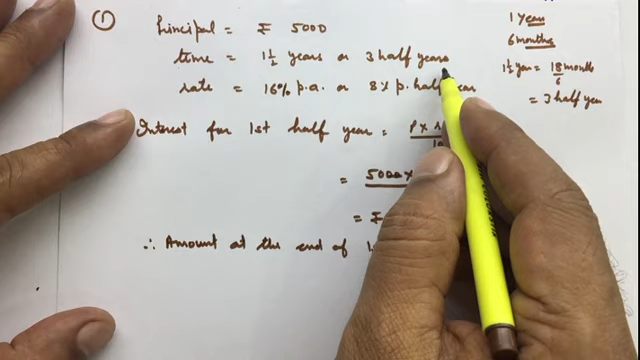 ① Principal = ₹ 5000
time = 1½ years or 3 half years
rate = 16% p.a. or 8% p. half year
Interest for 1st half year = P ×
= 5000 ×
= ₹
∴ Amount at the end of
1 year
6 months
1½ year = 18 month / 6
= 3 half year